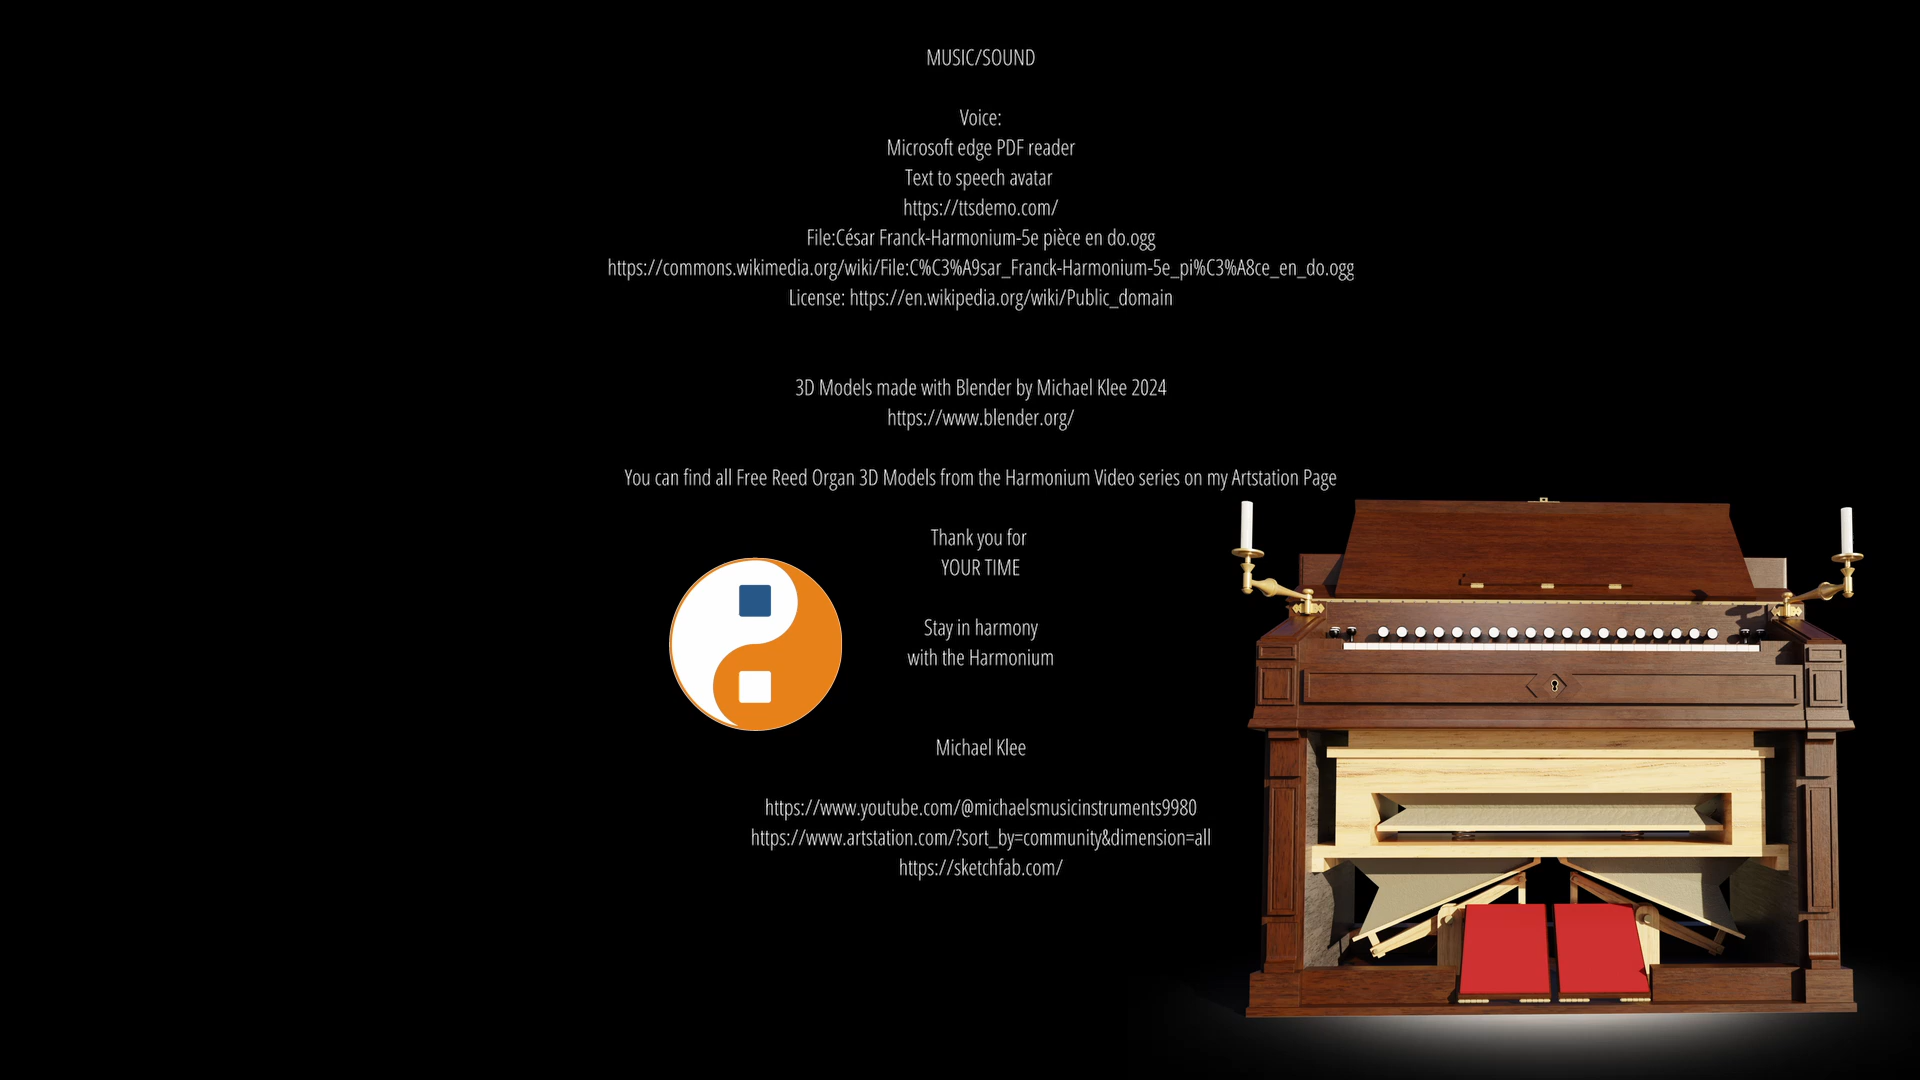 MUSIC/SOUND
Voice:
Microsoft edge PDF reader
Text to speech avatar
https://ttsdemo.com/
File:César Franck-Harmonium-5e pièce en do.ogg
https://commons.wikimedia.org/wiki/File:C%C3%A9sar_Franck-Harmonium-5e_pi%C3%A8ce_en_do.ogg
License: https://en.wikipedia.org/wiki/Public_domain
3D Models made with Blender by Michael Klee 2024
https://www.blender.org/
You can find all Free Reed Organ 3D Models from the Harmonium Video series on my Artstation Page
Thank you for
YOUR TIME
Stay in harmony
with the Harmonium
Michael Klee
https://www.youtube.com/@michaelsmusicinstruments9980
https://www.artstation.com/?sort_by=community&dimension=all
https://sketchfab.com/